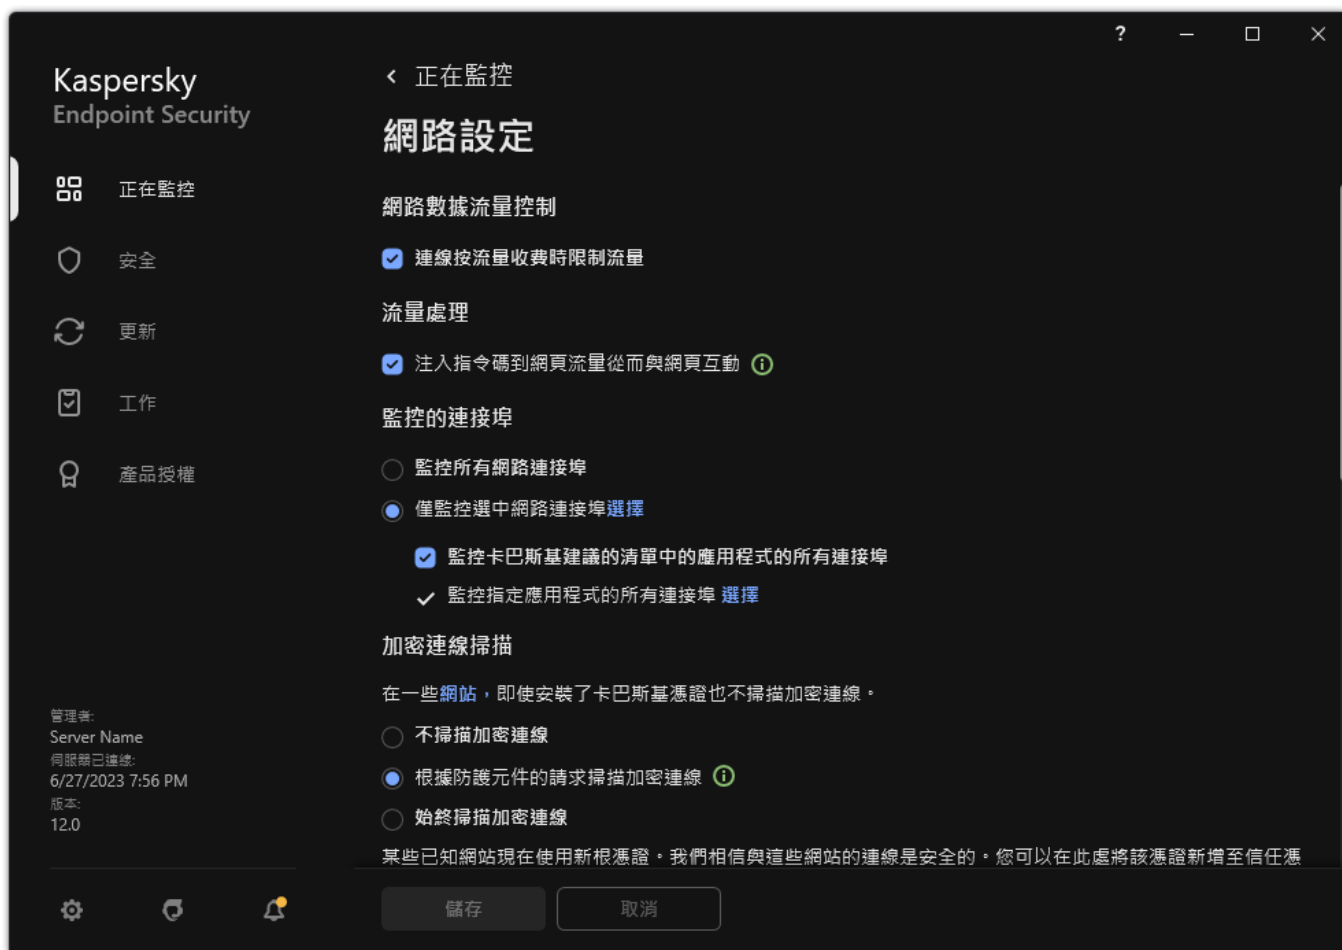 ?
Kaspersky
Endpoint Security
正在監控
安全
更新
工作
產品授權
管理者:
Server Name
伺服器已連線:
6/27/2023 7:56 PM
版本:
12.0
正在監控
網路設定
網路數據流量控制
連線按流量收費時限制流量
流量處理
注入指令碼到網頁流量從而與網頁互動
監控的連接埠
監控所有網路連接埠
僅監控選中網路連接埠選擇
監控卡巴斯基建議的清單中的應用程式的所有連接埠
監控指定應用程式的所有連接埠 選擇
加密連線掃描
在一些網站，即使安裝了卡巴斯基憑證也不掃描加密連線。
不掃描加密連線
根據防護元件的請求掃描加密連線
始終掃描加密連線
某些已知網站現在使用新根憑證。我們相信與這些網站的連線是安全的。您可以在此處將該憑證新增至信任憑
儲存
取消